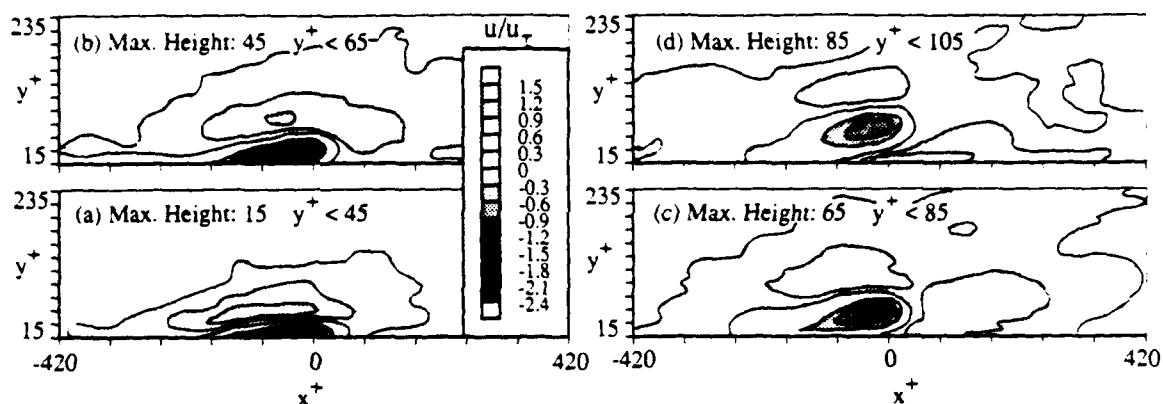 235
(b) Max. Height: 45 y+ < 65
y+
15
235
(a) Max. Height: 15 y+ < 45
y+
15
-420 0 420
x+
u/uτ
1.5
1.2
0.9
0.6
0.3
0
-0.3
-0.6
-0.9
-1.2
-1.5
-1.8
-2.1
-2.4
235
(d) Max. Height: 85 y+ < 105
y+
15
235
(c) Max. Height: 65 y+ < 85
y+
15
-420 0 420
x+